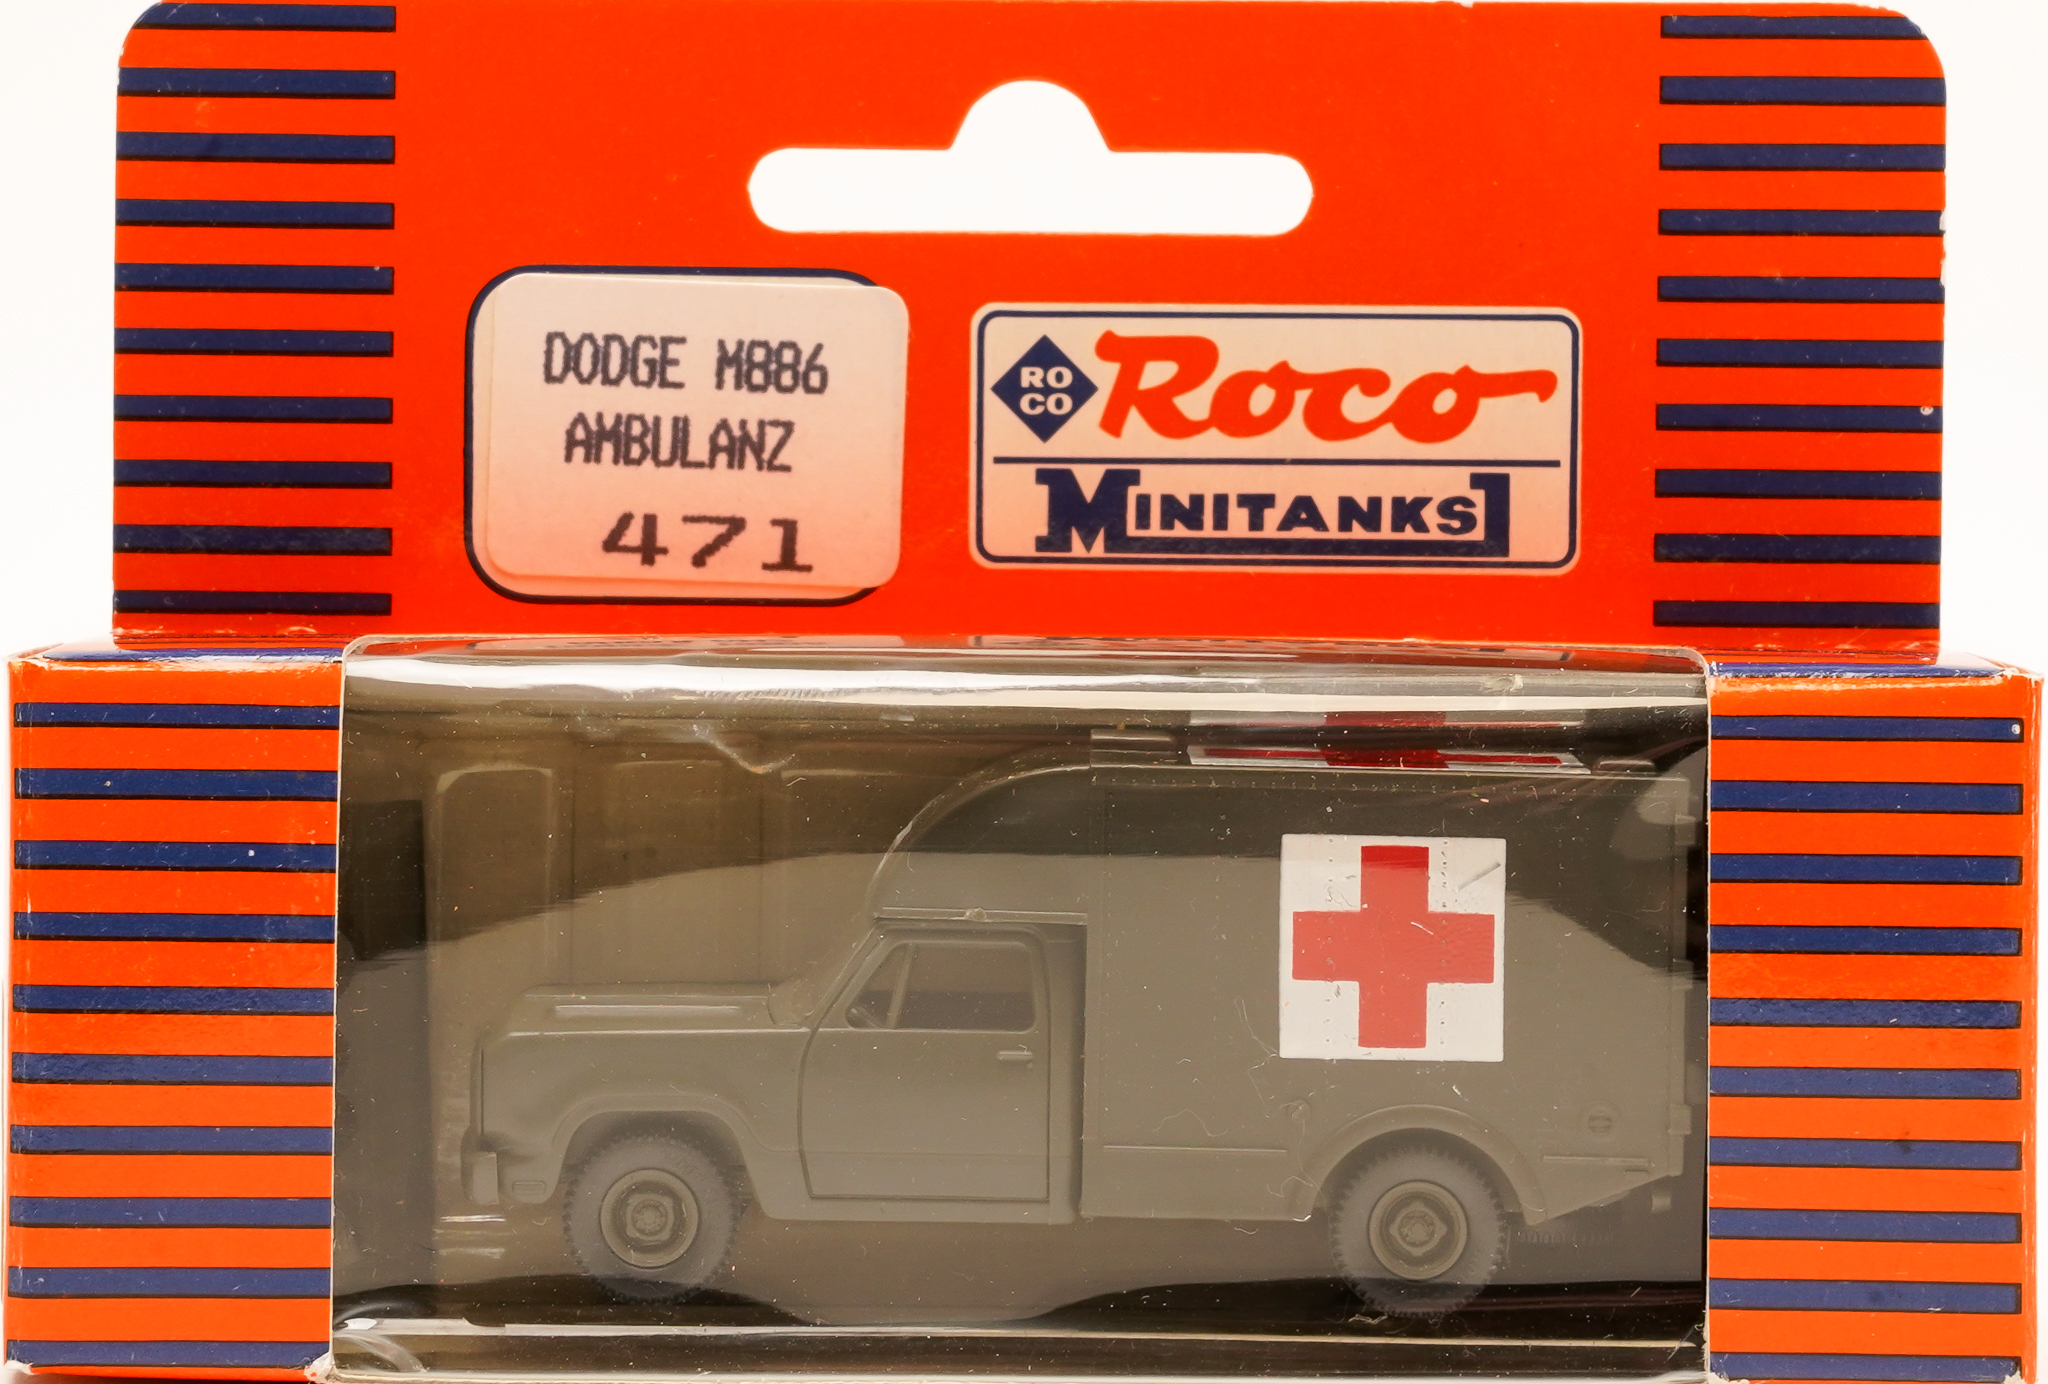 DODGE M886
AMBULANZ
471
RO
CO
Roco
MINITANKS